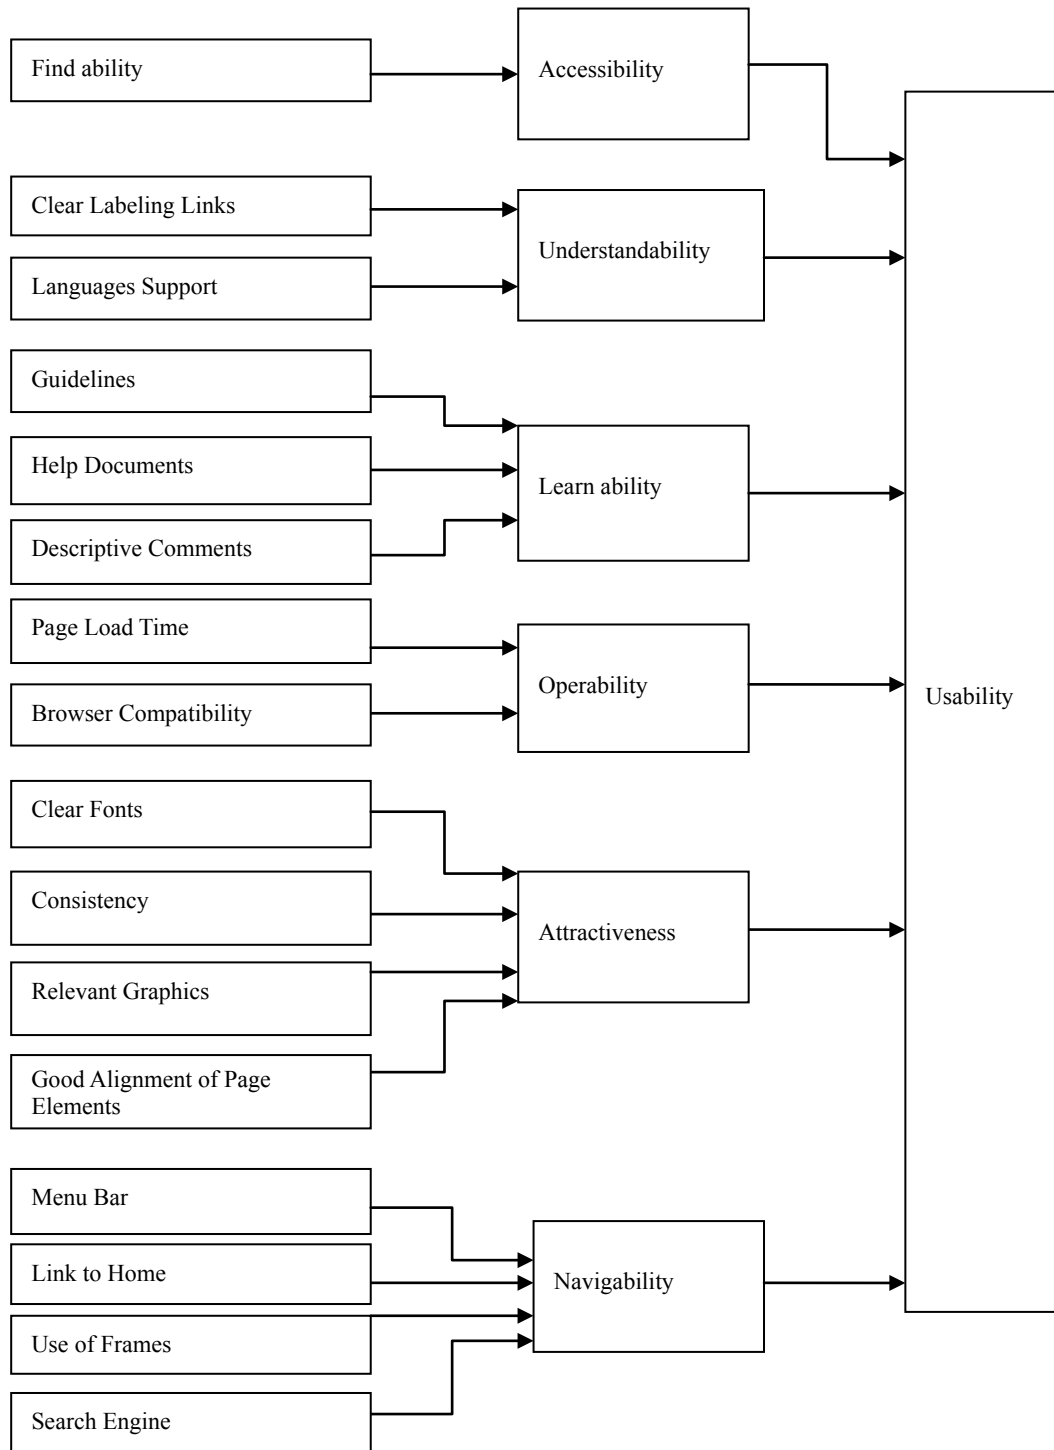 Find ability
Accessibility
Clear Labeling Links
Understandability
Languages Support
Guidelines
Help Documents
Learn ability
Descriptive Comments
Page Load Time
Operability
Browser Compatibility
Usability
Clear Fonts
Consistency
Attractiveness
Relevant Graphics
Good Alignment of Page
Elements
Menu Bar
Link to Home
Navigability
Use of Frames
Search Engine